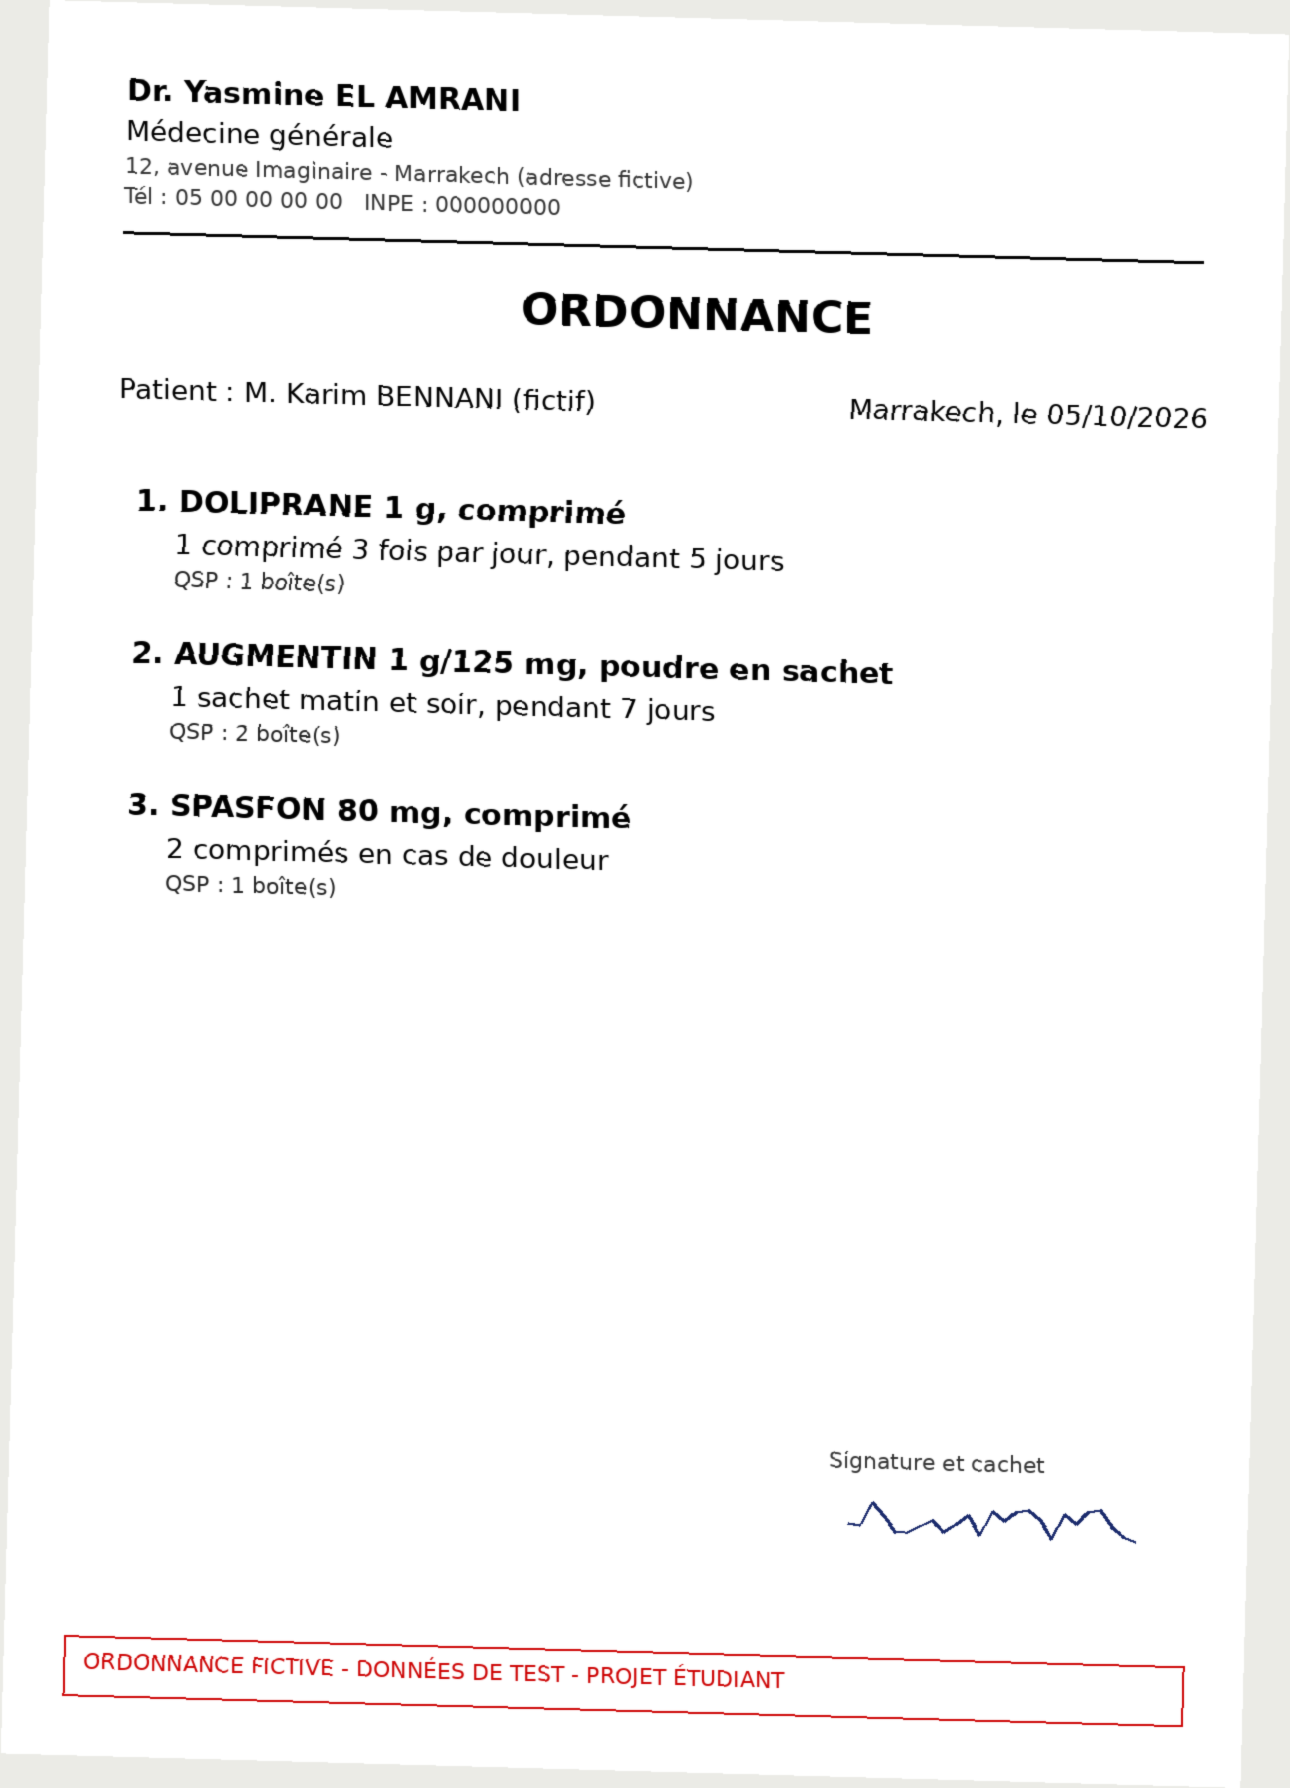 Dr. Yasmine EL AMRANI
Médecine générale
12, avenue Imaginaire - Marrakech (adresse fictive)
Tél : 05 00 00 00 00 INPE : 000000000
ORDONNANCE
Patient : M. Karim BENNANI (fictif)
Marrakech, le 05/10/2026
1. DOLIPRANE 1 g, comprimé
1 comprimé 3 fois par jour, pendant 5 jours
QSP : 1 boîte(s)
2. AUGMENTIN 1 g/125 mg, poudre en sachet
1 sachet matin et soir, pendant 7 jours
QSP : 2 boîte(s)
3. SPASFON 80 mg, comprimé
2 comprimés en cas de douleur
QSP : 1 boîte(s)
Signature et cachet
ORDONNANCE FICTIVE - DONNÉES DE TEST - PROJET ÉTUDIANT